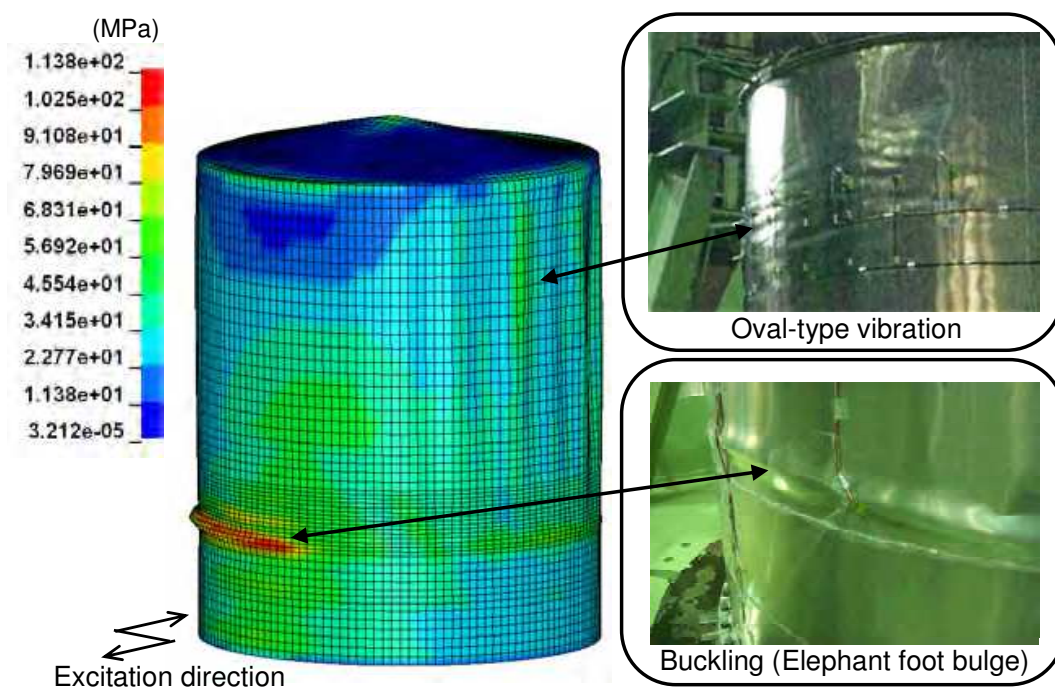 (MPa)
1.138e+02
1.025e+02
9.108e+01
7.969e+01
6.831e+01
5.692e+01
4.554e+01
3.415e+01
2.277e+01
1.138e+01
3.212e-05
Excitation direction
Oval-type vibration
Buckling (Elephant foot bulge)